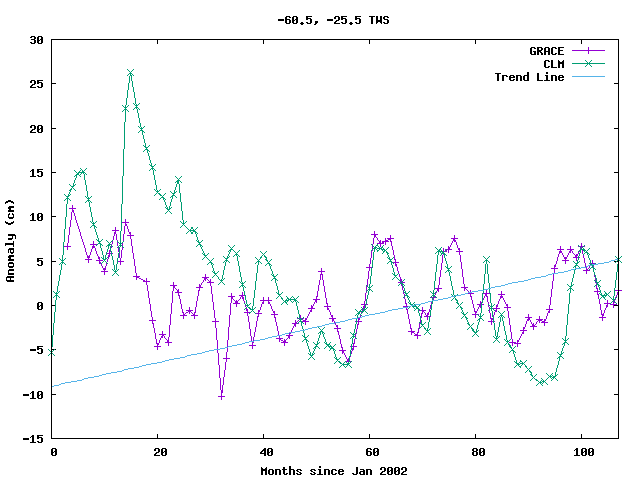 -60.5, -25.5 TWS
GRACE
CLM
Trend Line
30
25
20
15
10
5
0
-5
-10
-15
Anomaly (cm)
0 20 40 60 80 100
Months since Jan 2002